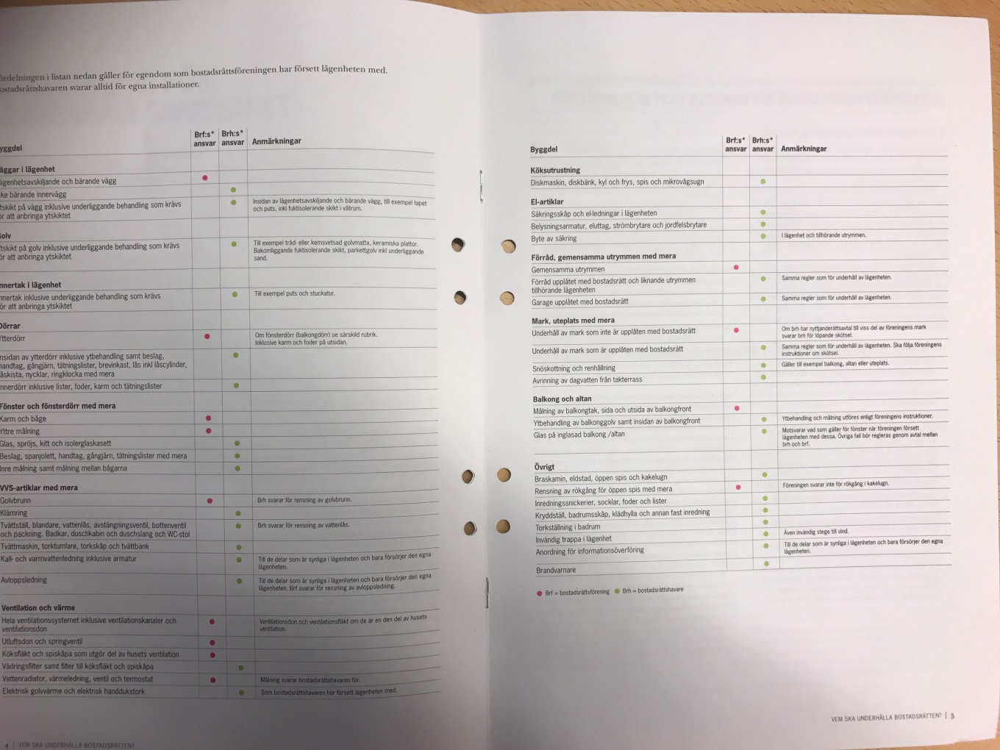 ördelningen i listan nedan gäller för egendom som bostadsrättsföreningen har försett lägenheten med.
ostadsrättshavaren svarar alltid för egna installationer.
yggdel
Brf:s* ansvar
Brh:s* ansvar
Anmärkningar
äggar i lägenhet
ägenhetsavskiljande och bärande vägg
ke bärande innervägg
tskikt på vägg inklusive underliggande behandling som krävs
ör att anbringa ytskiktet
Insidan av lägenhetsavskiljande och bärande vägg, till exempel tapet
och puts, inkl fuktisolerande skikt i våtrum.
Golv
tskikt på golv inklusive underliggande behandling som krävs
ör att anbringa ytskiktet
Till exempel tråd- eller kemsvetsad golvmatta, keramiska plattor.
Bakomliggande fuktisolerande skikt, parkettgolv inkl underliggande
sand.
nnertak i lägenhet
nnertak inklusive underliggande behandling som krävs
ör att anbringa ytskiktet
Till exempel puts och stuckatur.
Dörrar
tterdörr
Om fönsterdörr (balkongdörr) se särskild rubrik.
Inklusive karm och foder på utsidan.
nsidan av ytterdörr inklusive ytbehandling samt beslag,
handtag, gångjärn, tätningslister, brevinkast, lås inkl låscylinder,
åskista, nycklar, ringklocka med mera
nnerdörr inklusive lister, foder, karm och tätningslister
Fönster och fönsterdörr med mera
Karm och båge
Yttre målning
Glas, spröjs, kitt och isolerglaskasett
Beslag, spanjolett, handtag, gångjärn, tätningslister med mera
Inre målning samt målning mellan bågarna
VVS-artiklar med mera
Golvbrunn
Brh svarar för rensning av golvbrunn.
Klämring
Tvättställ, blandare, vattenlås, avstängningsventil, bottenventil
och packning. Badkar, duschkabin och duschslang och WC-stol
Brh svarar för rensning av vattenlås.
Tvättmaskin, torktumlare, torkskåp och tvättbänk
Kall- och varmvattenledning inklusive armatur
Till de delar som är synliga i lägenheten och bara försörjer den egna
lägenheten.
Avloppsledning
Till de delar som är synliga i lägenheten och bara försörjer den egna
lägenheten. Brf svarar för rensning av avloppsledning.
Ventilation och värme
Hela ventilationssystemet inklusive ventilationskanaler och
ventilationsdon
Ventilationsdon och ventilationsfläkt om de är en den del av husets
ventilation.
Utluftsdon och springventil
Köksfläkt och spiskåpa som utgör del av husets ventilation
Vädringsfilter samt filter till köksfläkt och spiskåpa
Vattenradiator, värmeledning, ventil och termostat
Målning svarar bostadsrättshavaren för.
Elektrisk golvvärme och elektrisk handdukstork
Som bostadsrättshavaren har försett lägenheten med.
4 | VEM SKA UNDERHÅLLA BOSTADSRÄTTEN?
Byggdel
Brf:s* ansvar
Brh:s* ansvar
Anmärkningar
Köksutrustning
Diskmaskin, diskbänk, kyl och frys, spis och mikrovågsugn
El-artiklar
Säkringsskåp och el-ledningar i lägenheten
Belysningsarmatur, eluttag, strömbrytare och jordfelsbrytare
Byte av säkring
I lägenhet och tillhörande utrymmen.
Förråd, gemensamma utrymmen med mera
Gemensamma utrymmen
Förråd upplåtet med bostadsrätt och liknande utrymmen
tillhörande lägenheten
Samma regler som för underhåll av lägenheten.
Garage upplåtet med bostadsrätt
Samma regler som för underhåll av lägenheten.
Mark, uteplats med mera
Underhåll av mark som inte är upplåten med bostadsrätt
Om brh har nyttjanderättsavtal till viss del av föreningens mark
svarar brh för löpande skötsel.
Underhåll av mark som är upplåten med bostadsrätt
Samma regler som för underhåll av lägenheten. Ska följa föreningens
instruktioner om skötsel.
Snöskottning och renhållning
Gäller till exempel balkong, altan eller uteplats.
Avrinning av dagvatten från takterrass
Balkong och altan
Målning av balkongtak, sida och utsida av balkongfront
Ytbehandling av balkonggolv samt insidan av balkongfront
Ytbehandling och målning utföres enligt föreningens instruktioner.
Glas på inglasad balkong /altan
Motsvarar vad som gäller för fönster när föreningen försett
lägenheten med dessa. Övriga fall bör regleras genom avtal mellan
brh och brf.
Övrigt
Braskamin, eldstad, öppen spis och kakelugn
Rensning av rökgång för öppen spis med mera
Föreningen svarar inte för rökgång i kakelugn.
Inredningssnickerier, socklar, foder och lister
Kryddställ, badrumsskåp, klädhylla och annan fast inredning
Torkställning i badrum
Invändig trappa i lägenhet
Även invändig stege till vind.
Anordning för informationsöverföring
Till de delar som är synliga i lägenheten och bara försörjer den egna
lägenheten.
Brandvarnare
Brf = bostadsrättsförening Brh = bostadsrättshavare
VEM SKA UNDERHÅLLA BOSTADSRÄTTEN? | 5